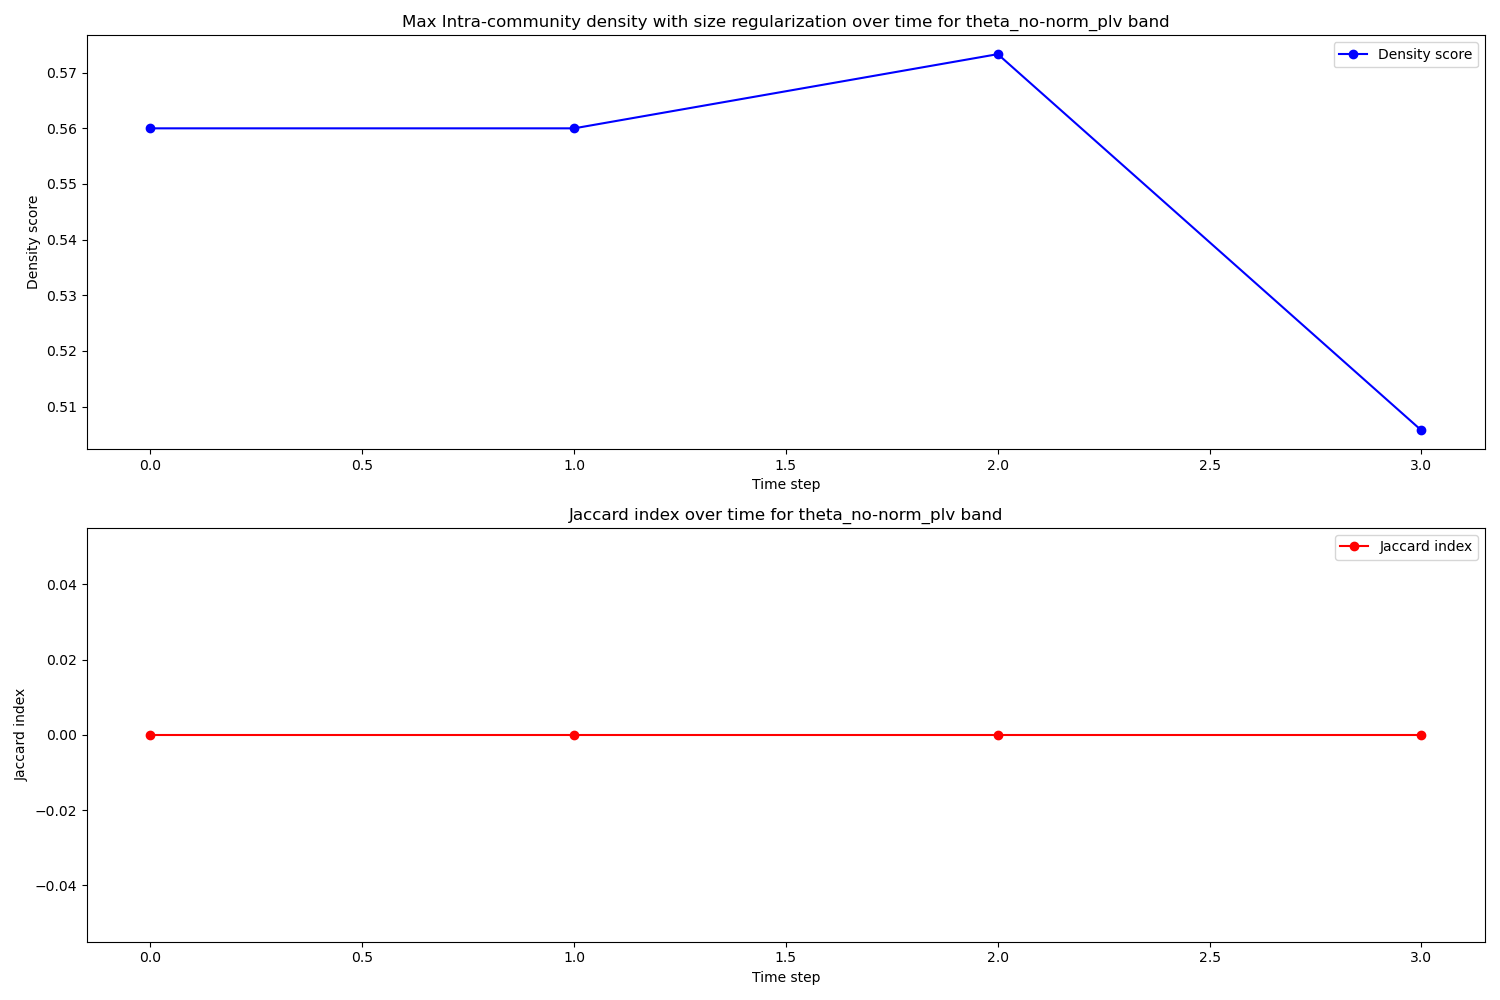 Max Intra-community density with size regularization over time for theta_no-norm_plv band
Density score
0.57
0.56
0.55
0.54
0.53
0.52
0.51
Density score
0.0 0.5 1.0 1.5 2.0 2.5 3.0
Time step
Jaccard index over time for theta_no-norm_plv band
Jaccard index
0.04
0.02
0.00
−0.02
−0.04
Jaccard index
0.0 0.5 1.0 1.5 2.0 2.5 3.0
Time step